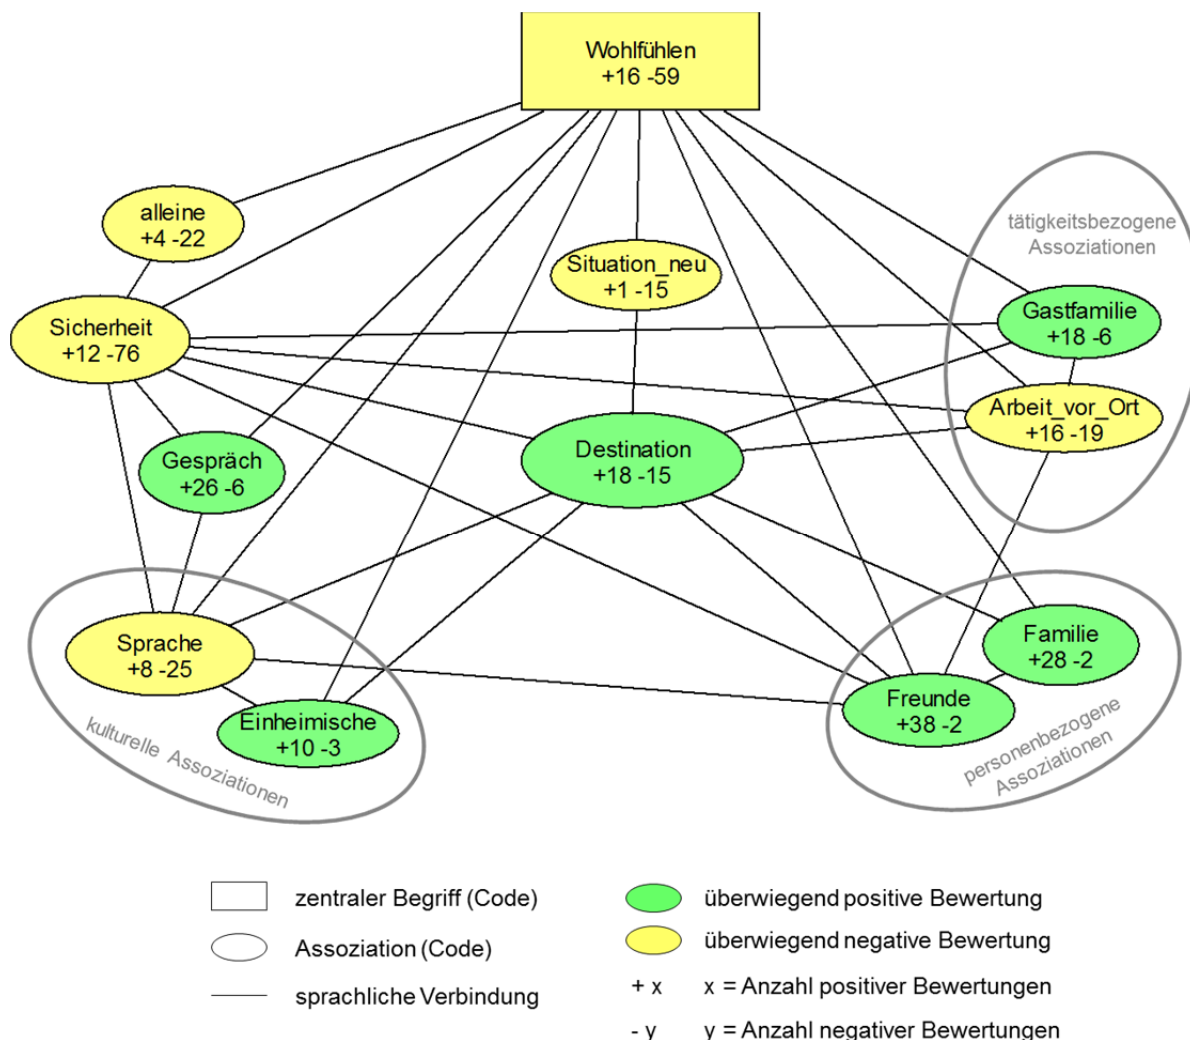 Wohlfühlen
+16 -59
alleine
+4 -22
tätigkeitsbezogene
Assoziationen
Situation_neu
+1 -15
Gastfamilie
+18 -6
Sicherheit
+12 -76
Arbeit_vor_Ort
+16 -19
Destination
+18 -15
Gespräch
+26 -6
Sprache
+8 -25
Familie
+28 -2
Freunde
+38 -2
Einheimische
+10 -3
kulturelle Assoziationen
personenbezogene
Assoziationen
zentraler Begriff (Code)
überwiegend positive Bewertung
Assoziation (Code)
überwiegend negative Bewertung
sprachliche Verbindung
+ x x = Anzahl positiver Bewertungen
- y y = Anzahl negativer Bewertungen